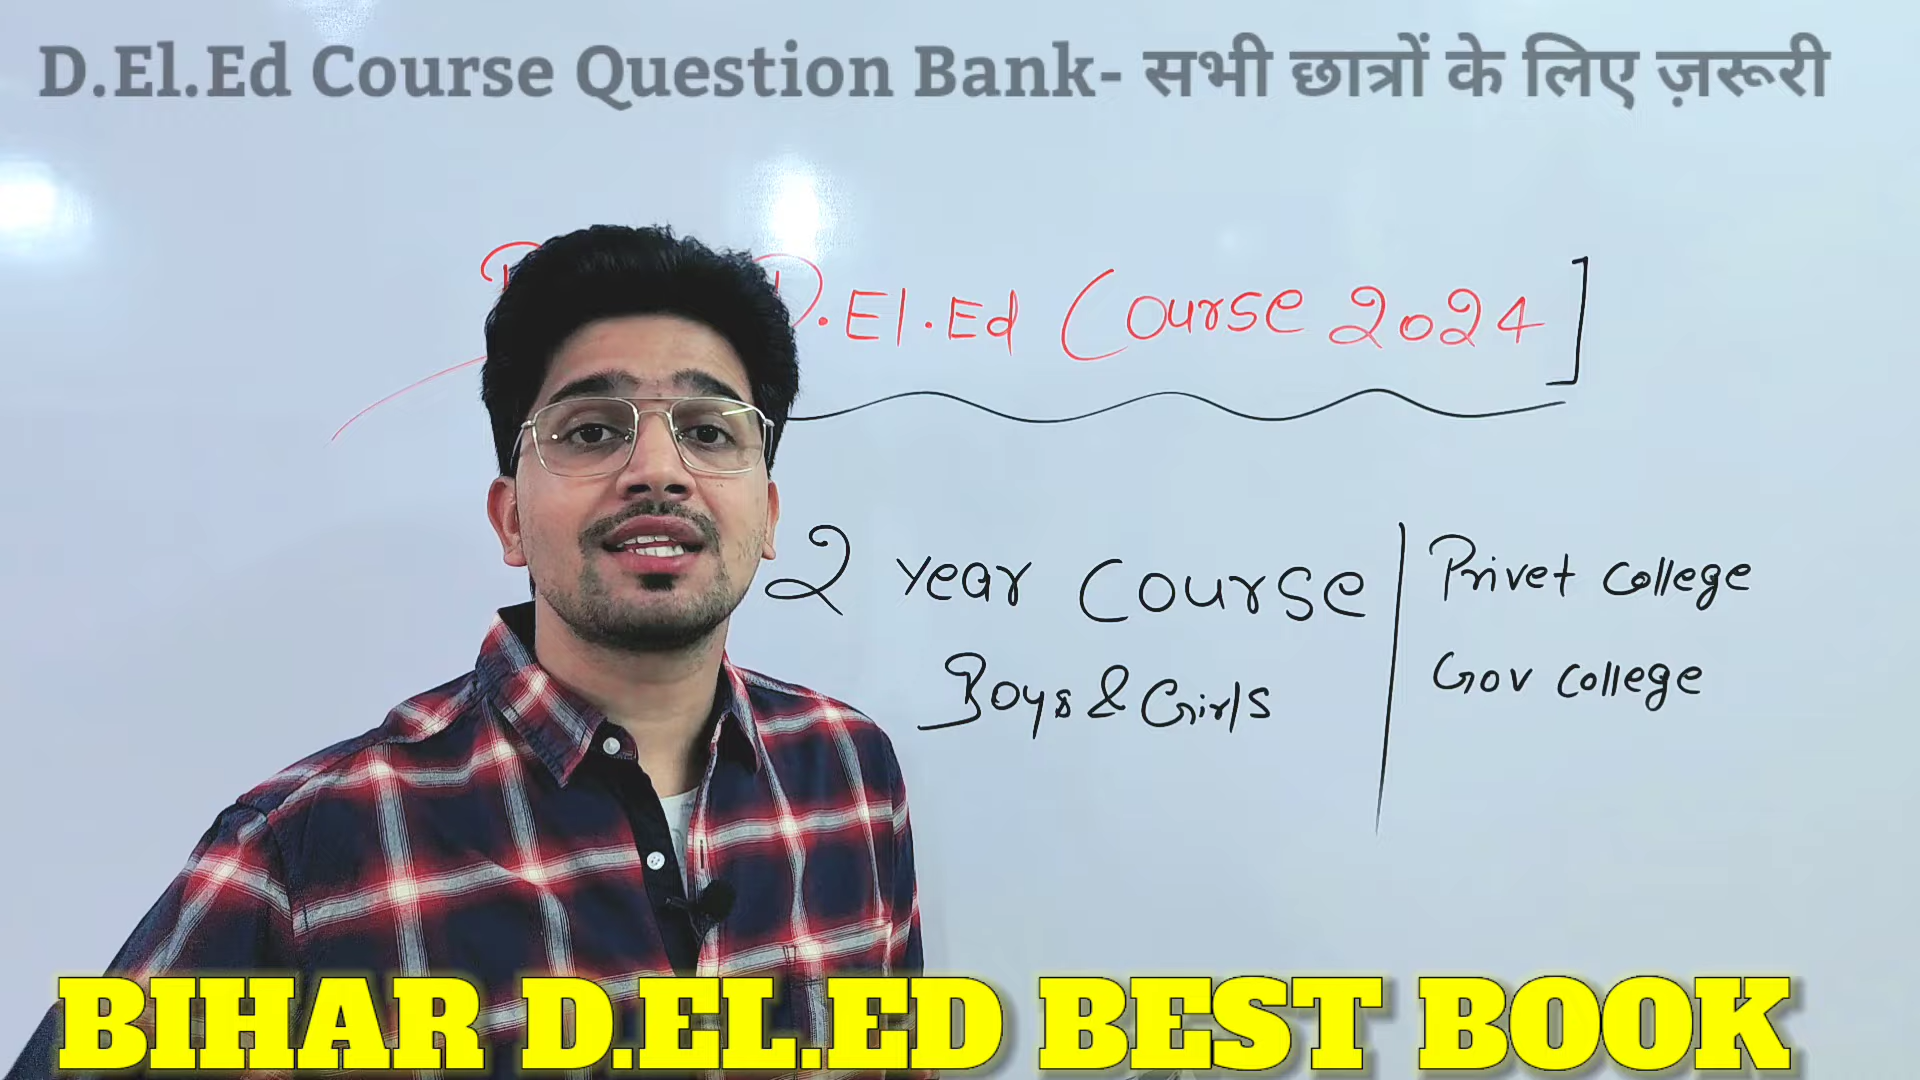 D.El.Ed Course Question Bank- सभी छात्रों के लिए ज़रूरी
D.El.Ed Course 2024]
2 year course
Boys & Girls
Privet college
Gov college
BIHAR D.EL.ED BEST BOOK